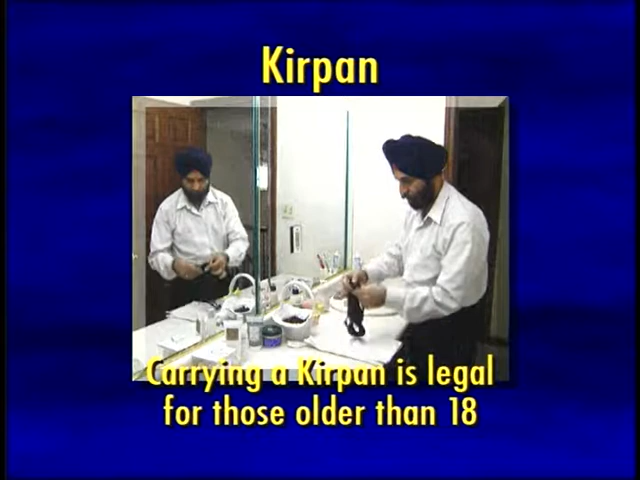 Kirpan
Carrying a Kirpan is legal
for those older than 18